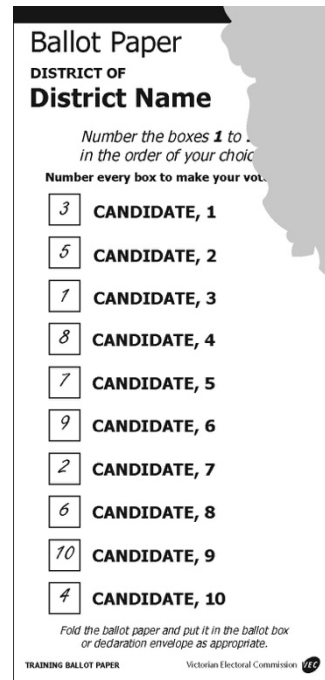 Ballot Paper
DISTRICT OF
District Name
Number the boxes 1 to
in the order of your choic
Number every box to make your vot
3 CANDIDATE, 1
5 CANDIDATE, 2
1 CANDIDATE, 3
8 CANDIDATE, 4
7 CANDIDATE, 5
9 CANDIDATE, 6
2 CANDIDATE, 7
6 CANDIDATE, 8
10 CANDIDATE, 9
4 CANDIDATE, 10
Fold the ballot paper and put it in the ballot box
or declaration envelope as appropriate.
TRAINING BALLOT PAPER Victorian Electoral Commission VEC